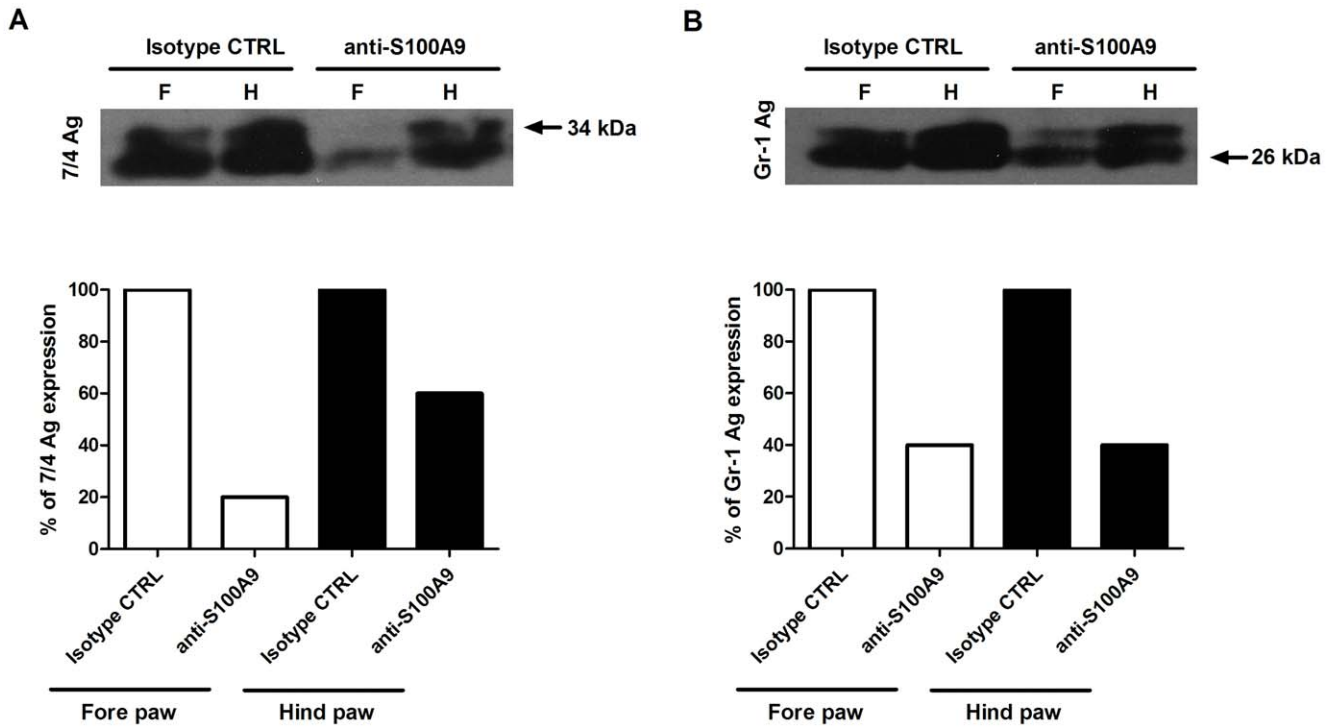 A
Isotype CTRL anti-S100A9
F H F H
7/4 Ag
34 kDa
% of 7/4 Ag expression
100
80
60
40
20
0
Isotype CTRL
anti-S100A9
Isotype CTRL
anti-S100A9
Fore paw Hind paw
B
Isotype CTRL anti-S100A9
F H F H
Gr-1 Ag
26 kDa
% of Gr-1 Ag expression
100
80
60
40
20
0
Isotype CTRL
anti-S100A9
Isotype CTRL
anti-S100A9
Fore paw Hind paw